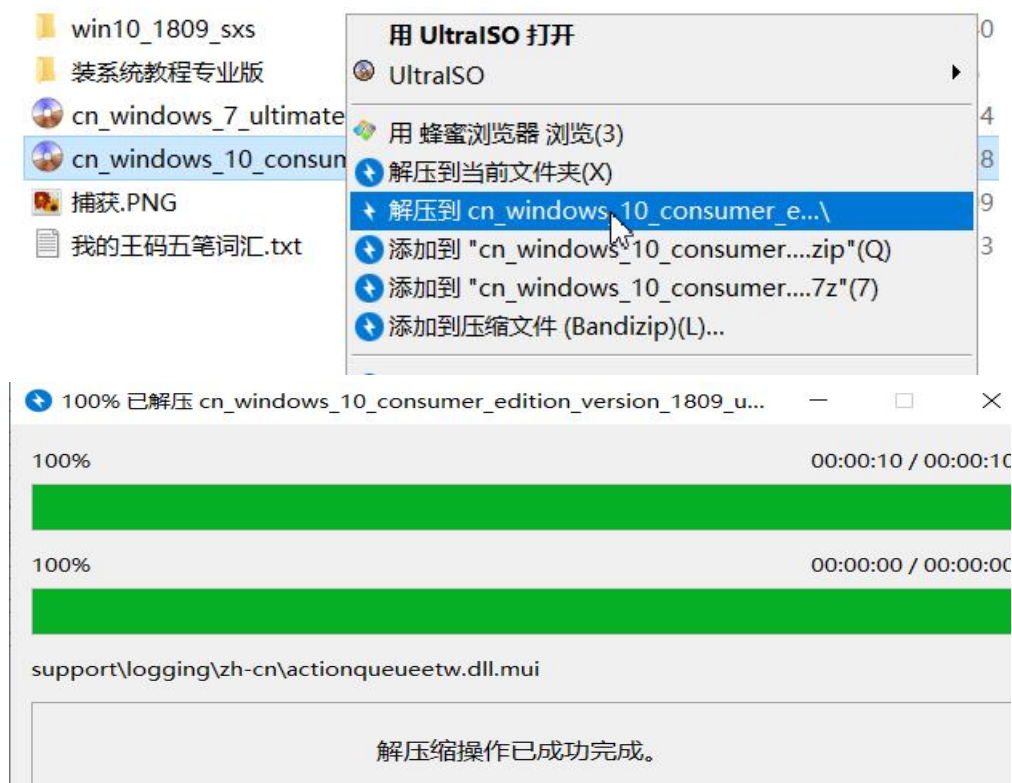 win10_1809_sxs
装系统教程专业版
cn_windows_7_ultimate
cn_windows_10_consum
捕获.PNG
我的王码五笔词汇.txt
用 UltraISO 打开
UltraISO
用 蜂蜜浏览器 浏览(3)
解压到当前文件夹(X)
解压到 cn_windows_10_consumer_e...\
添加到 "cn_windows_10_consumer....zip"(Q)
添加到 "cn_windows_10_consumer....7z"(7)
添加到压缩文件 (Bandizip)(L)...
0
4
8
9
3
100% 已解压 cn_windows_10_consumer_edition_version_1809_u...
100% 00:00:10 / 00:00:10
100% 00:00:00 / 00:00:00
support\logging\zh-cn\actionqueueetw.dll.mui
解压缩操作已成功完成。